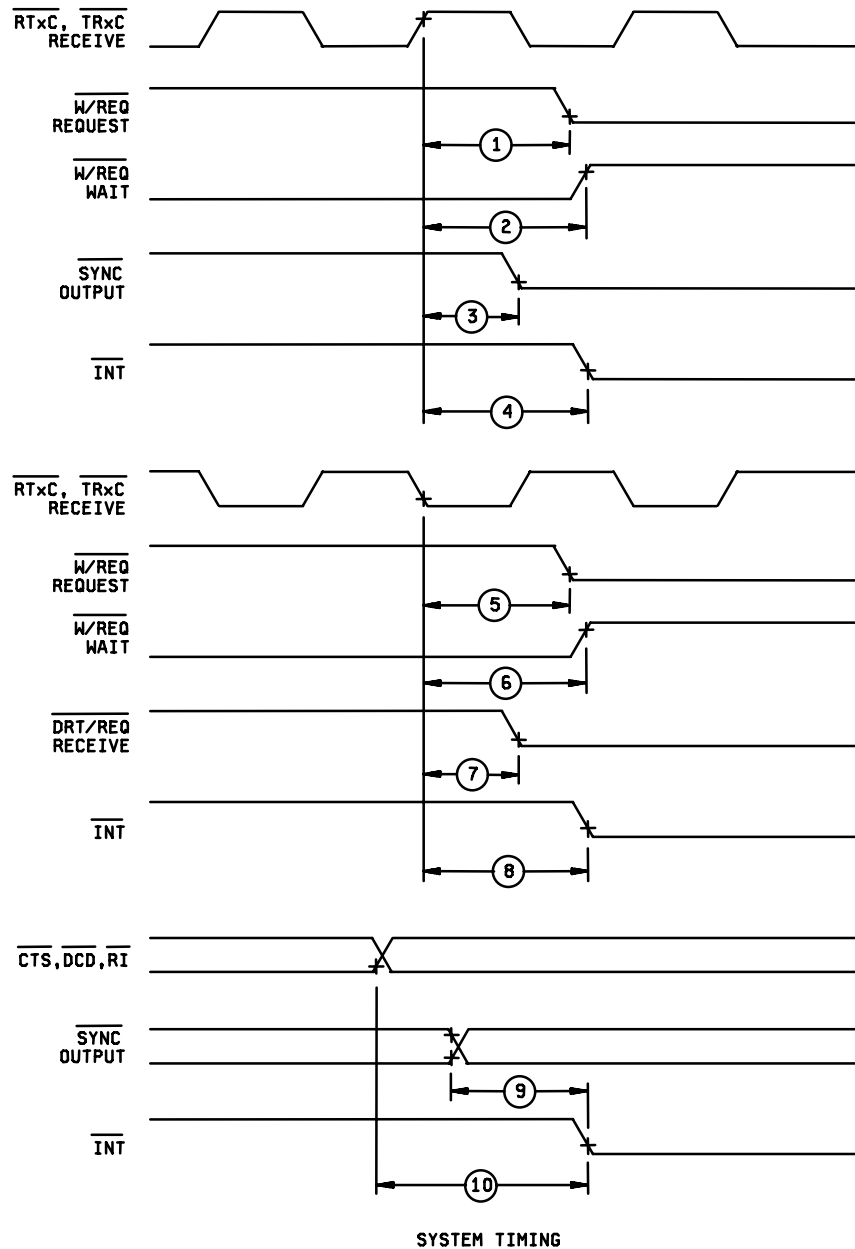 RTxC, TRxC
RECEIVE
W/REQ
REQUEST
1
W/REQ
WAIT
2
SYNC
OUTPUT
3
INT
4
RTxC, TRxC
RECEIVE
W/REQ
REQUEST
5
W/REQ
WAIT
6
DRT/REQ
RECEIVE
7
INT
8
CTS,DCD,RI
SYNC
OUTPUT
9
INT
10
SYSTEM TIMING